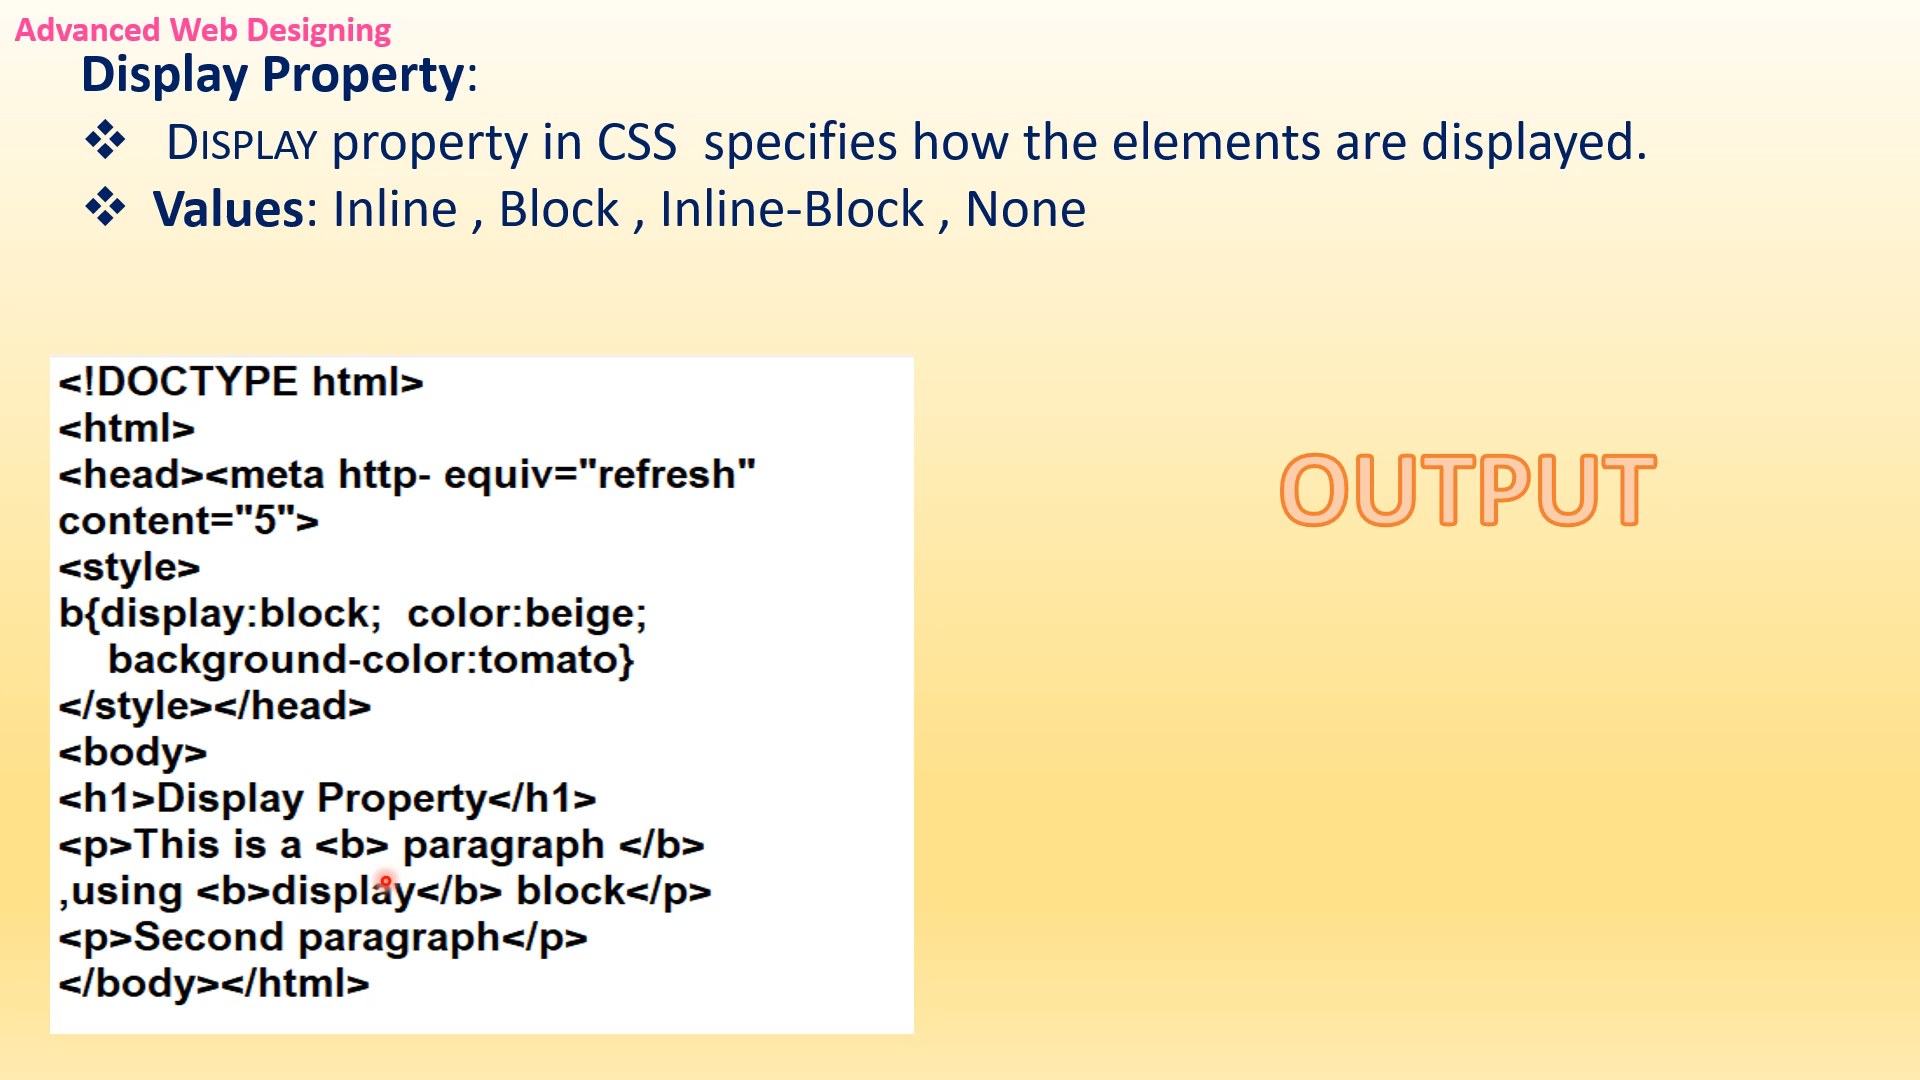 Advanced Web Designing
Display Property:
❖ DISPLAY property in CSS specifies how the elements are displayed.
❖ Values: Inline , Block , Inline-Block , None
<!DOCTYPE html>
<html>
<head><meta http- equiv="refresh"
content="5">
<style>
b{display:block; color:beige;
background-color:tomato}
</style></head>
<body>
<h1>Display Property</h1>
<p>This is a <b> paragraph </b>
,using <b>display</b> block</p>
<p>Second paragraph</p>
</body></html>
OUTPUT